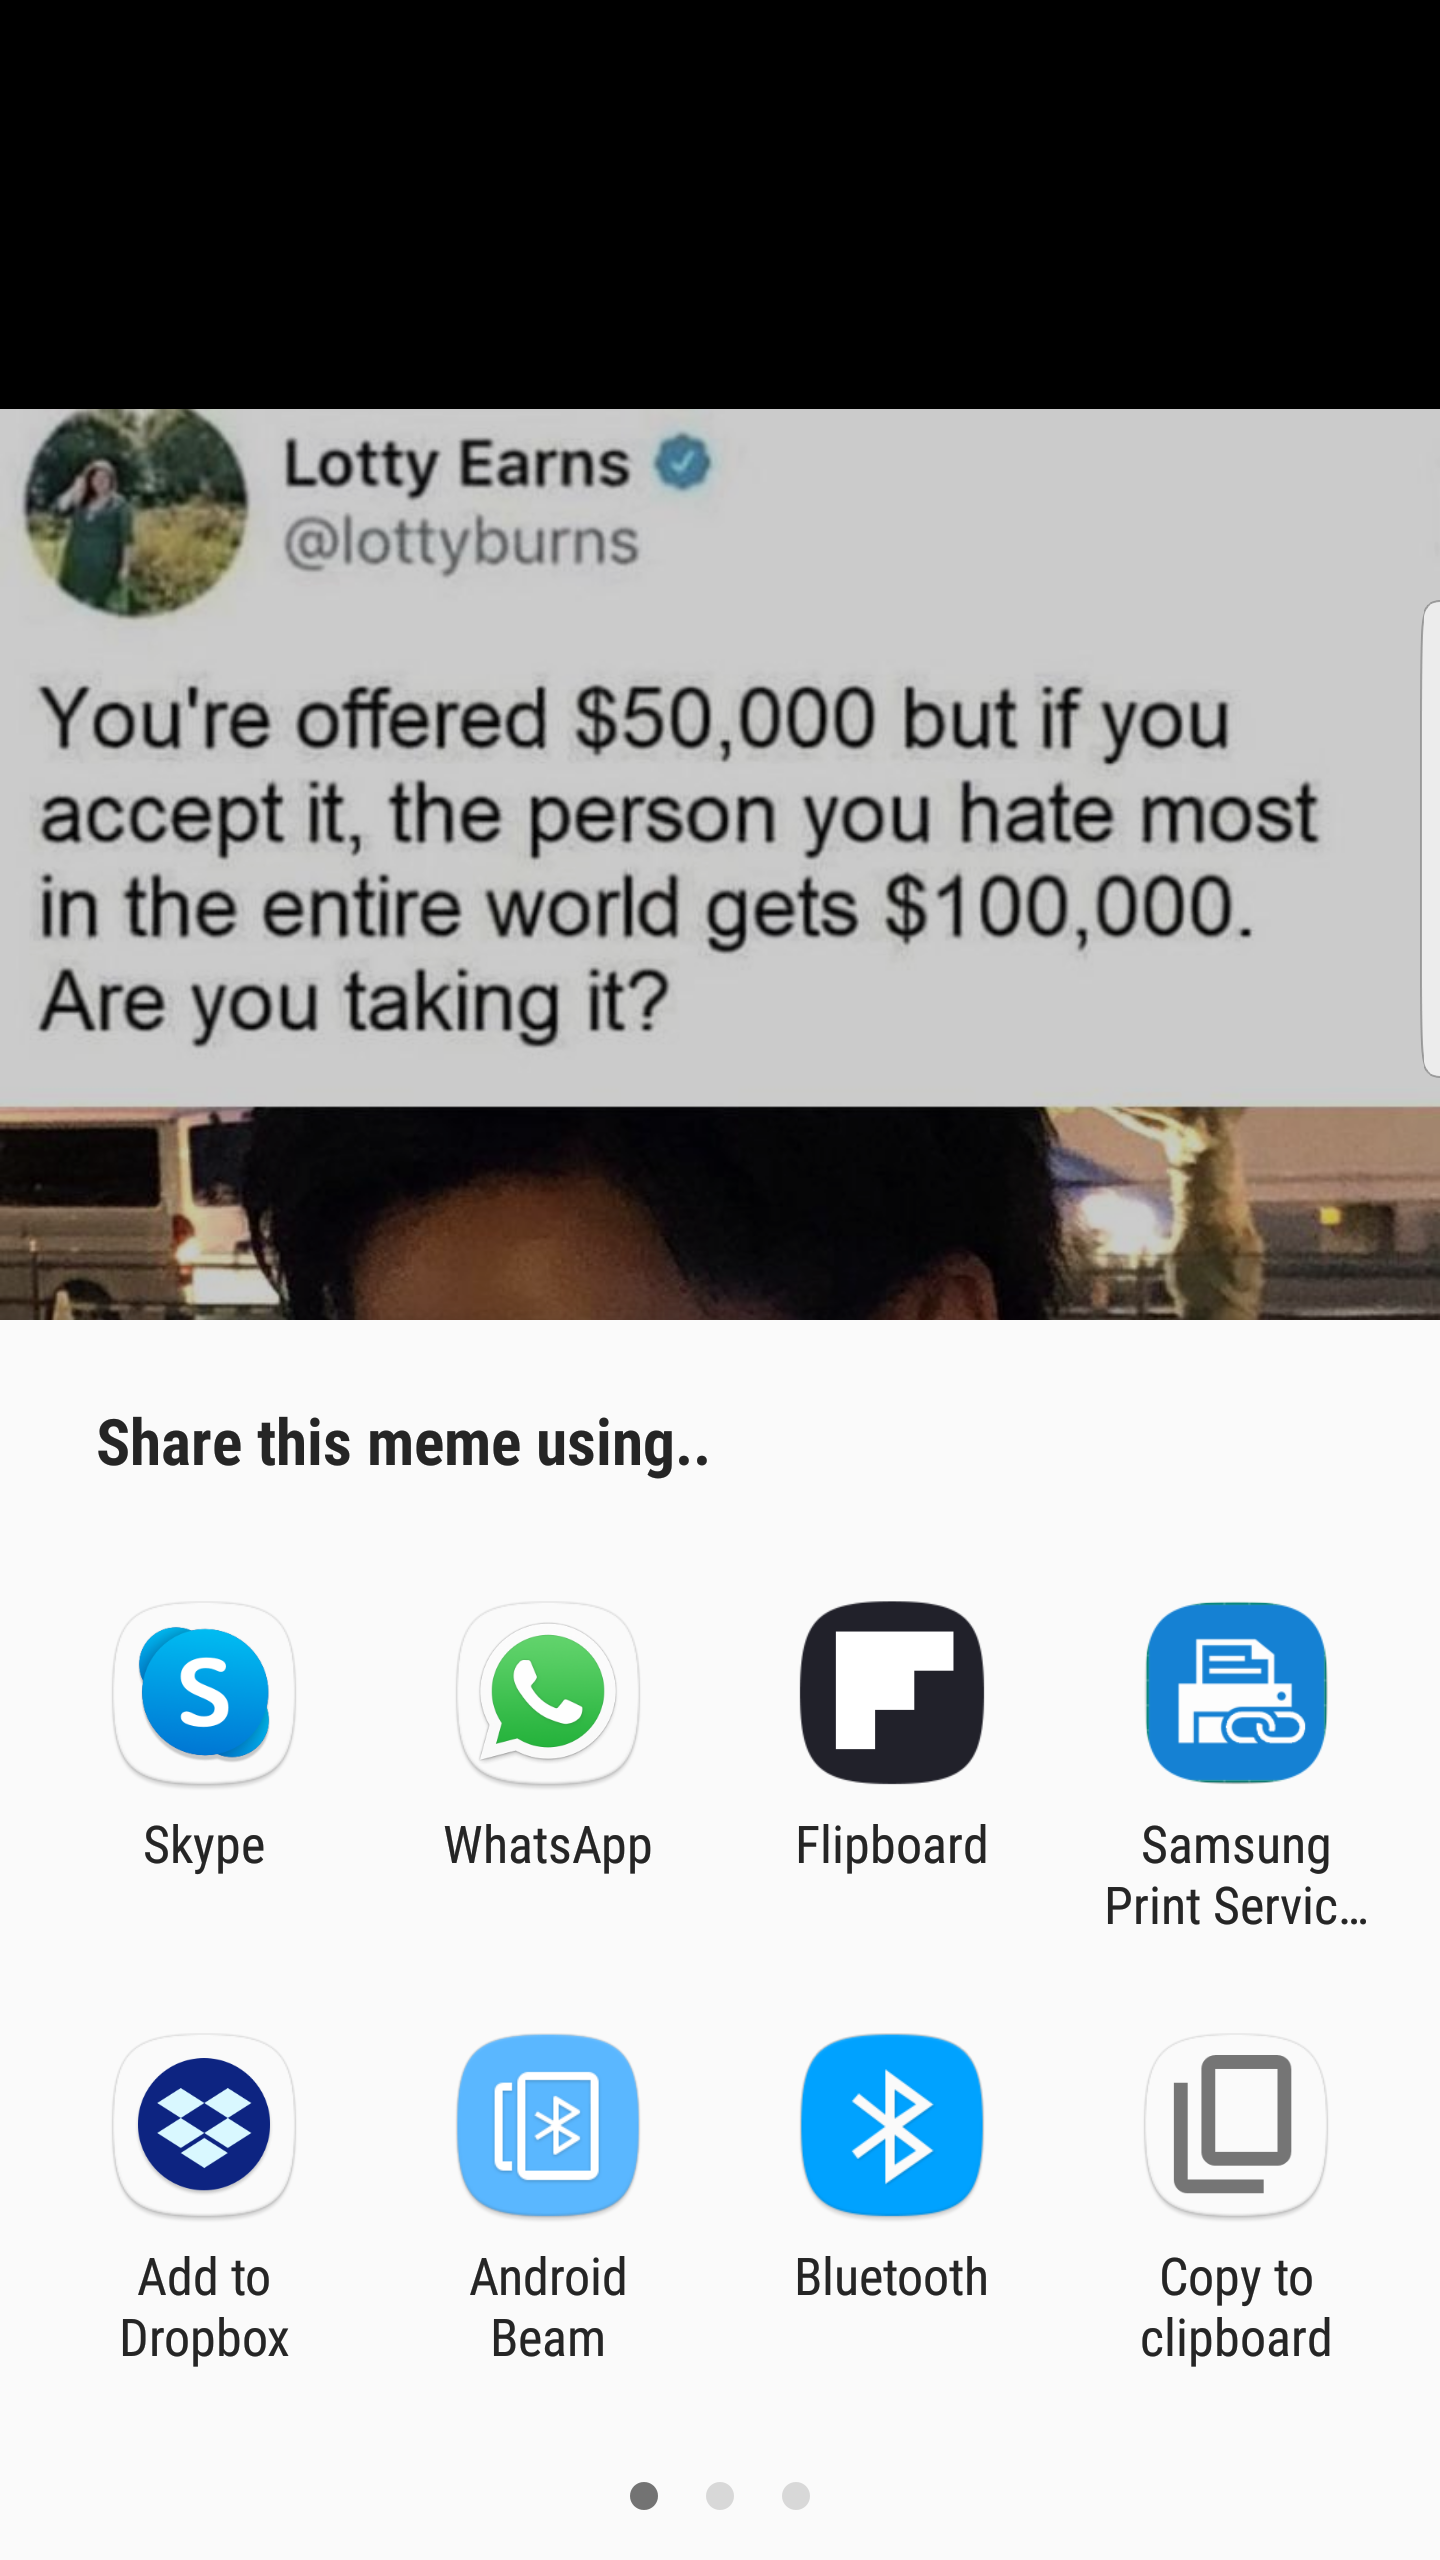 Lotty Earns
@lottyburns
You're offered $50,000 but if you
accept it, the person you hate most
in the entire world gets $100,000.
Are you taking it?
Share this meme using..
Skype
WhatsApp
Flipboard
Samsung
Print Servic...
Add to
Dropbox
Android
Beam
Bluetooth
Copy to
clipboard